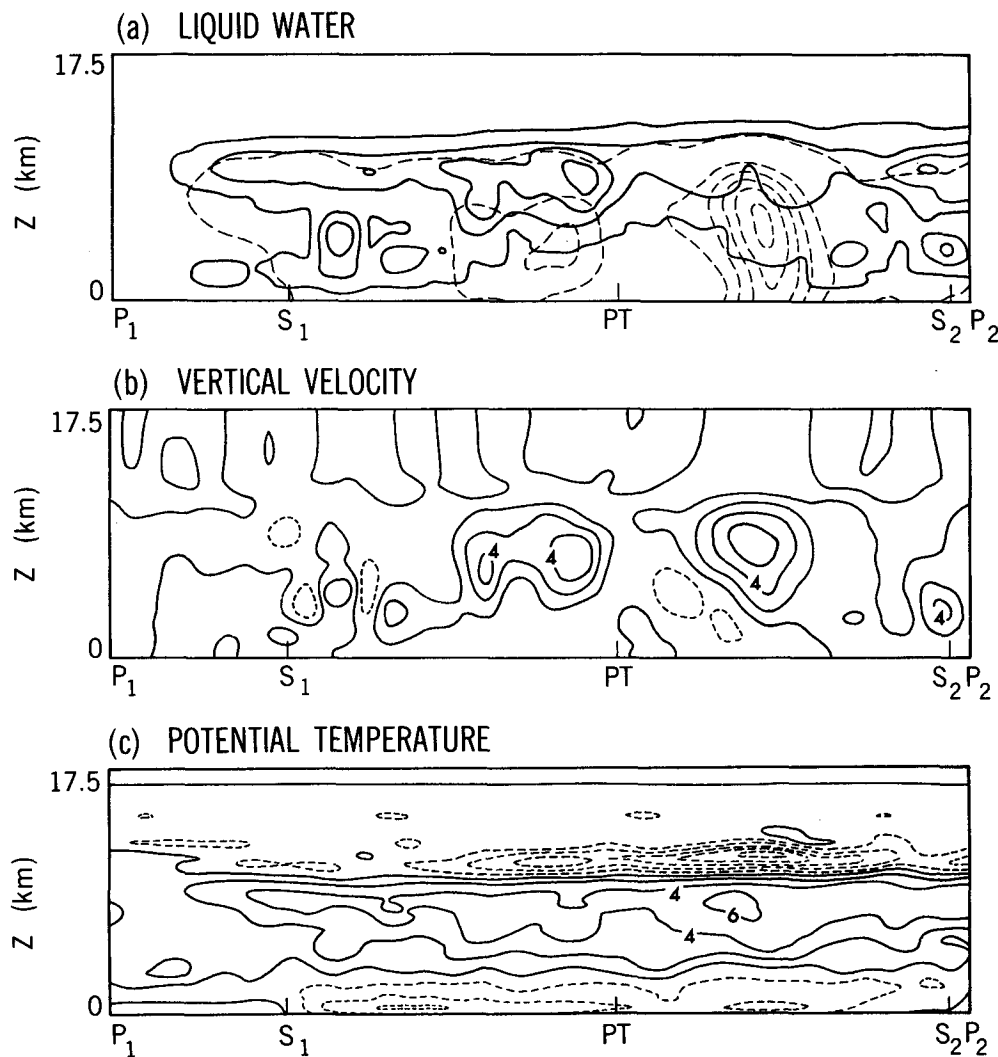 (a) LIQUID WATER
17.5
Z (km)
0
P1 S1 PT S2 P2
(b) VERTICAL VELOCITY
17.5
Z (km)
4 4 4 4
0
P1 S1 PT S2 P2
(c) POTENTIAL TEMPERATURE
17.5
Z (km)
4 6 4
0
P1 S1 PT S2 P2